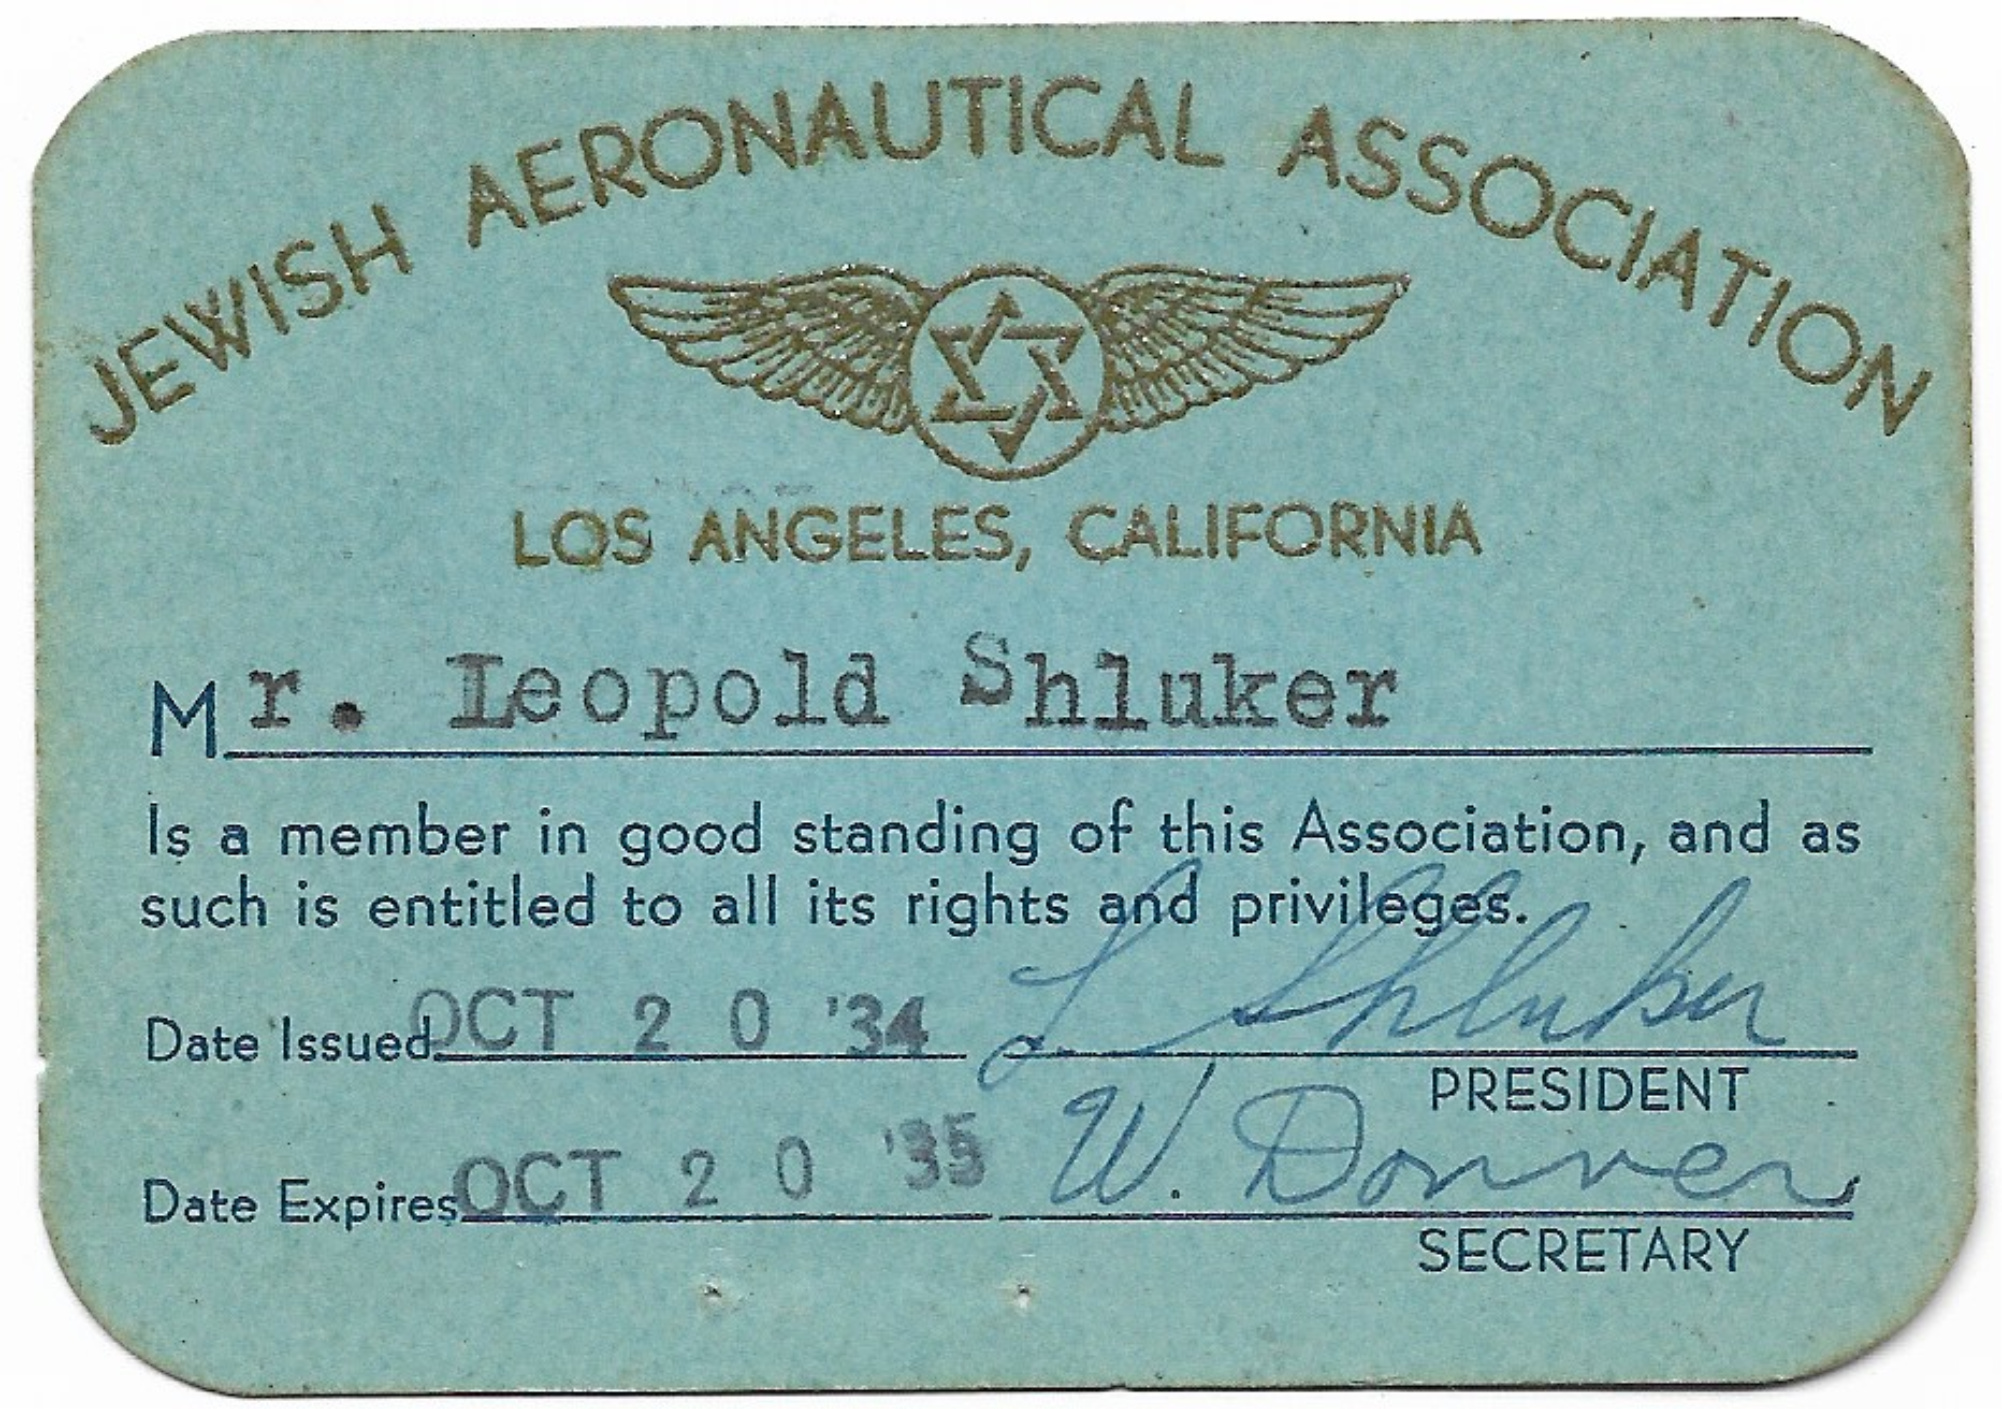 JEWISH AERONAUTICAL ASSOCIATION
LOS ANGELES, CALIFORNIA
Mr. Leopold Shluker
Is a member in good standing of this Association, and as
such is entitled to all its rights and privileges.
Date Issued OCT 20 '34 L. Shluker
PRESIDENT
Date Expires OCT 20 '35 W. Donner
SECRETARY